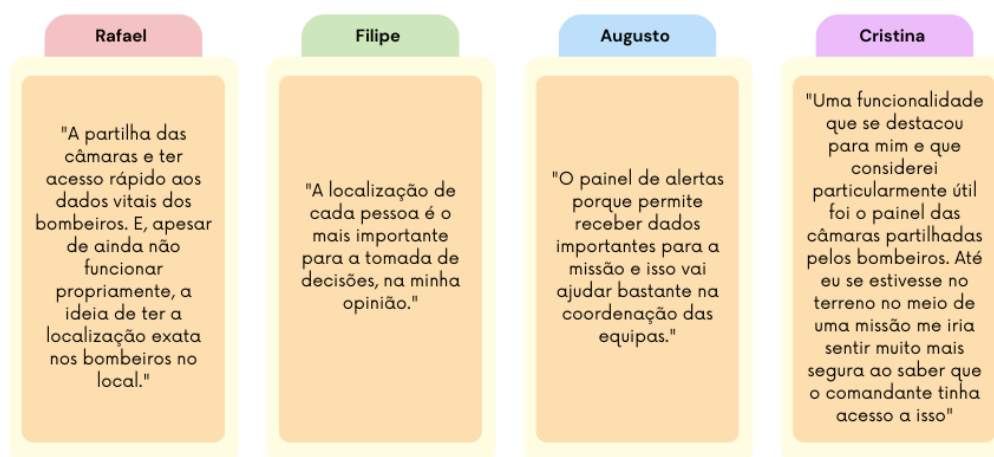 Rafael
"A partilha das
câmaras e ter
acesso rápido aos
dados vitais dos
bombeiros. E, apesar
de ainda não
funcionar
propriamente, a
ideia de ter a
localização exata
nos bombeiros no
local."
Filipe
"A localização de
cada pessoa é o
mais importante
para a tomada de
decisões, na minha
opinião."
Augusto
"O painel de alertas
porque permite
receber dados
importantes para a
missão e isso vai
ajudar bastante na
coordenação das
equipas."
Cristina
"Uma funcionalidade
que se destacou
para mim e que
considerei
particularmente útil
foi o painel das
câmaras partilhadas
pelos bombeiros. Até
eu se estivesse no
terreno no meio de
uma missão me iria
sentir muito mais
segura ao saber que
o comandante tinha
acesso a isso"